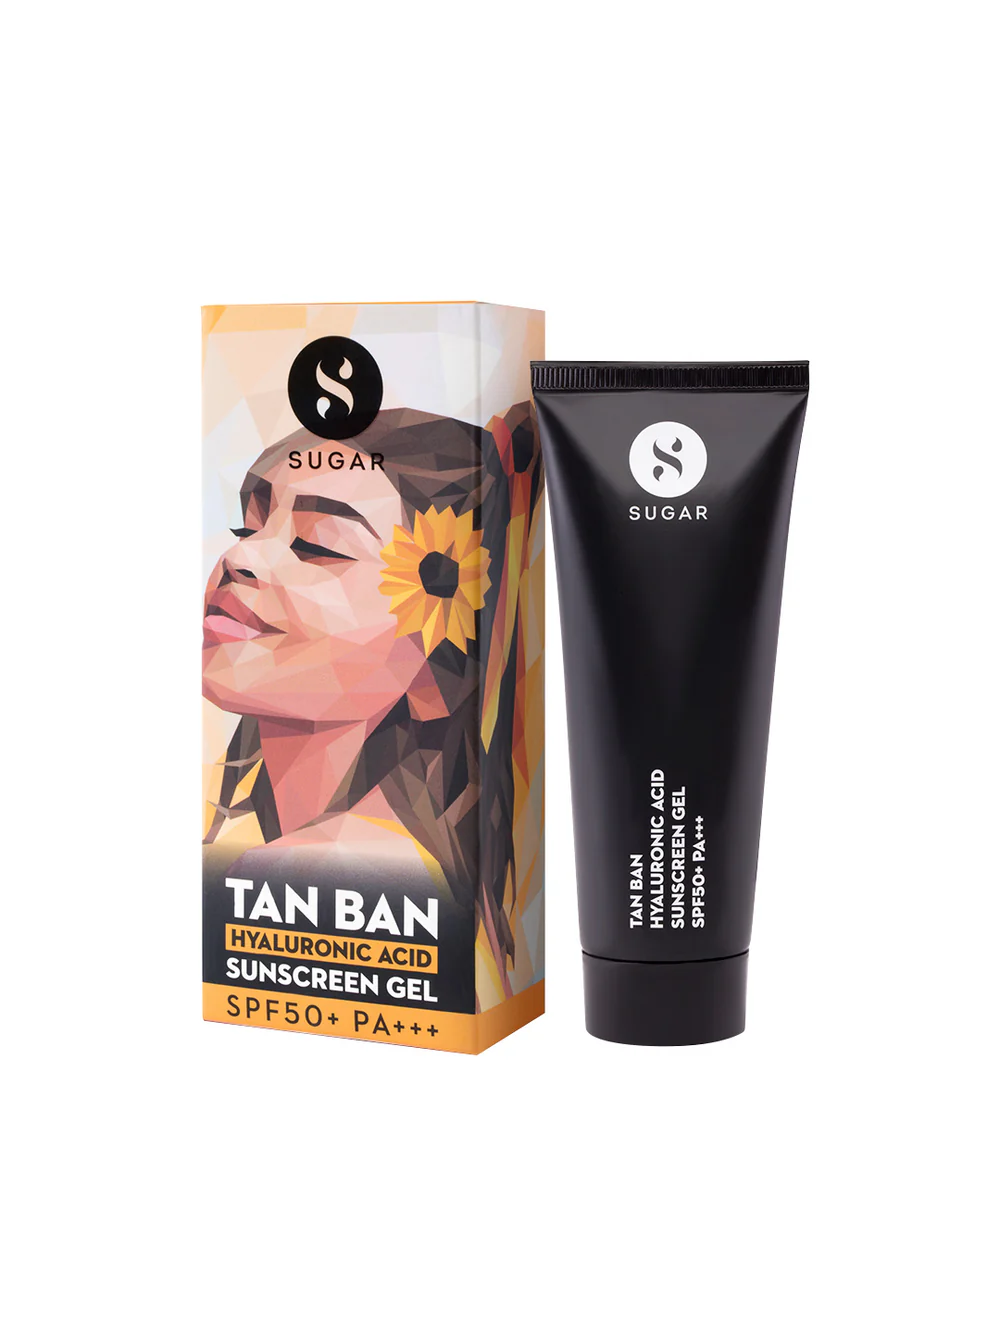 SUGAR
TAN BAN
HYALURONIC ACID
SUNSCREEN GEL
SPF50+ PA+++
SUGAR
TAN BAN
HYALURONIC ACID
SUNSCREEN GEL
SPF50+ PA+++